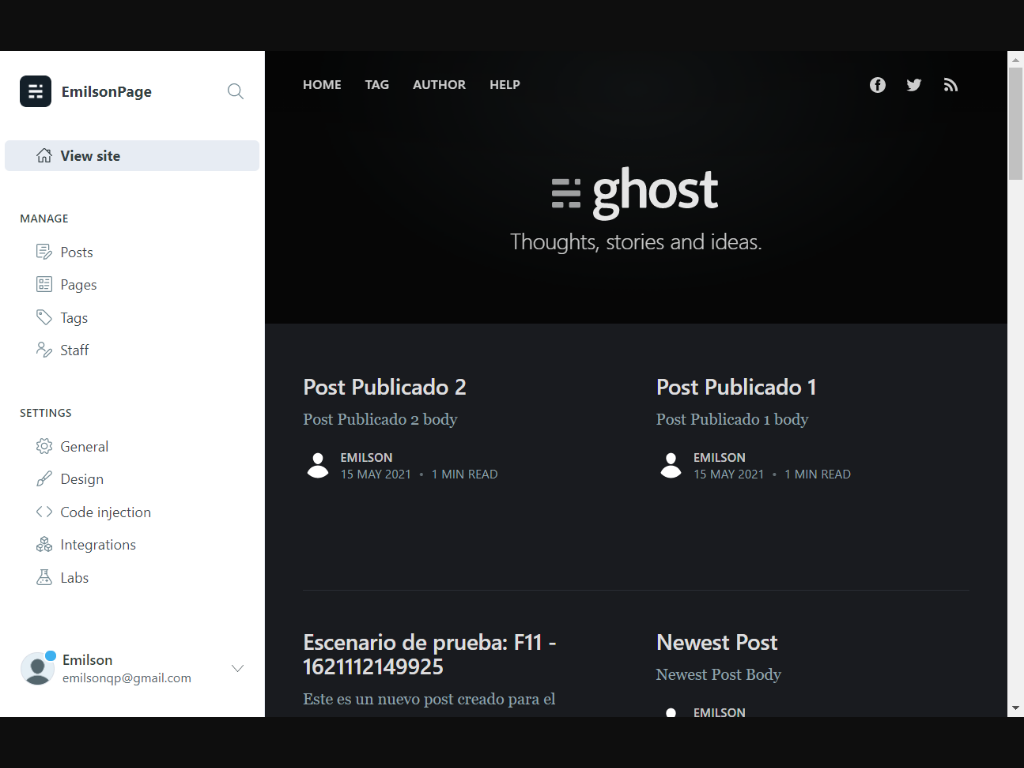 EmilsonPage
View site
MANAGE
Posts
Pages
Tags
Staff
SETTINGS
General
Design
Code injection
Integrations
Labs
Emilson
emilsonqp@gmail.com
HOME TAG AUTHOR HELP
ghost
Thoughts, stories and ideas.
Post Publicado 2
Post Publicado 2 body
EMILSON
15 MAY 2021 • 1 MIN READ
Post Publicado 1
Post Publicado 1 body
EMILSON
15 MAY 2021 • 1 MIN READ
Escenario de prueba: F11 -
1621112149925
Este es un nuevo post creado para el
Newest Post
Newest Post Body
EMILSON